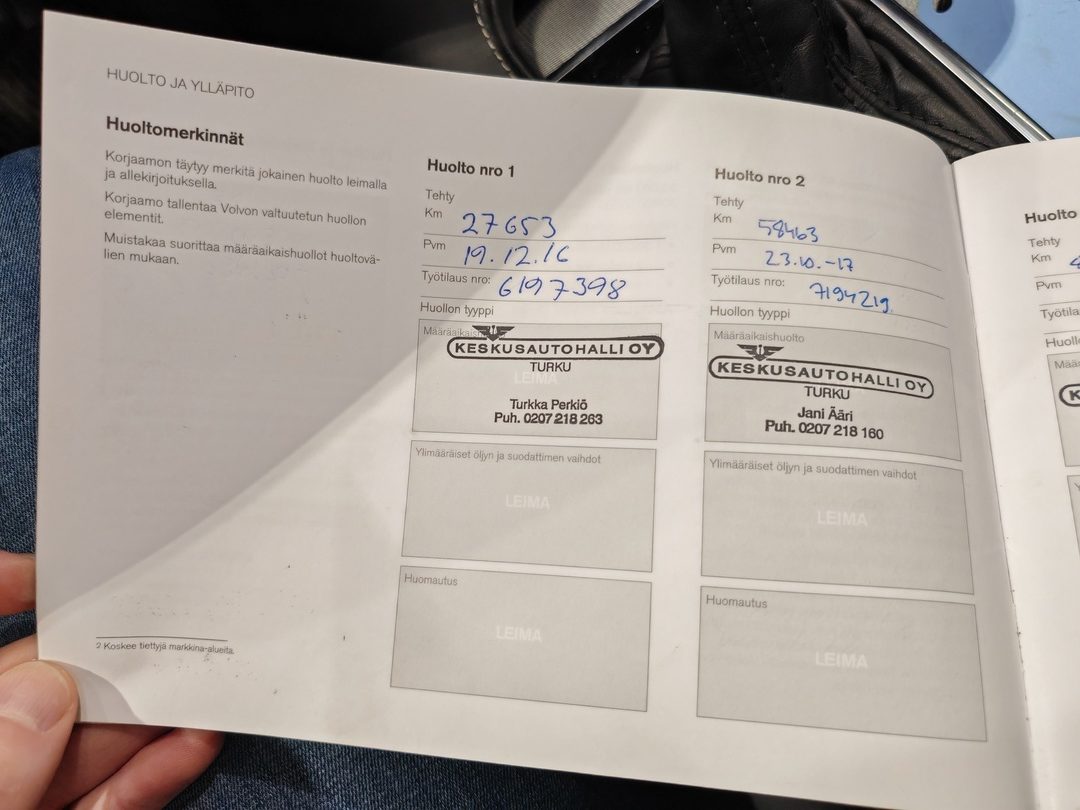 HUOLTO JA YLLÄPITO
Huoltomerkinnät
Korjaamon täytyy merkitä jokainen huolto leimalla
ja allekirjoituksella.
Korjaamo tallentaa Volvon valtuutetun huollon
elementit.
Muistakaa suorittaa määräaikaishuollot huoltovä-
lien mukaan.
2 Koskee tiettyjä markkina-alueita.
Huolto nro 1
Tehty
Km 27653
Pvm 19.12.16
Työtilaus nro: 6197398
Huollon tyyppi
KESKUSAUTOHALLI OY
TURKU
LEIMA
Turkka Perkiö
Puh. 0207 218 263
Ylimääräiset öljyn ja suodattimen vaihdot
LEIMA
Huomautus
LEIMA
Huolto nro 2
Tehty
Km 58463
Pvm 23.10.-17
Työtilaus nro: 7194219
Huollon tyyppi
Määräaikaishuolto
KESKUSAUTOHALLI OY
TURKU
Jani Ääri
Puh. 0207 218 160
Ylimääräiset öljyn ja suodattimen vaihdot
LEIMA
Huomautus
LEIMA
Huolto
Tehty
Km
Pvm